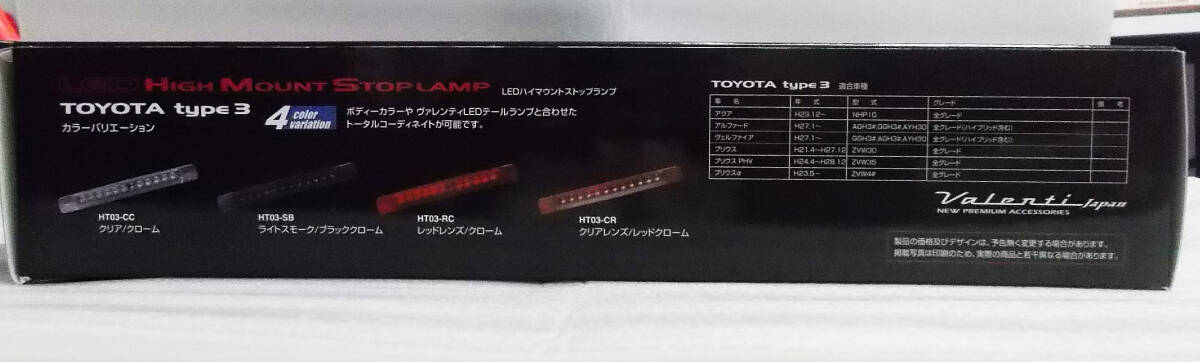 LED HIGH MOUNT STOPLAMP LEDハイマウントストップランプ
TOYOTA type 3
カラーバリエーション
4 color variation
ボディーカラーや ヴァレンティLEDテールランプと合わせた
トータルコーディネイトが可能です。
HT03-CC
クリア/クローム
HT03-SB
ライトスモーク/ブラッククローム
HT03-RC
レッドレンズ/クローム
HT03-CR
クリアレンズ/レッドクローム
TOYOTA type 3 適合車種
車 名 年 式 型 式 グレード 備 考
アクア H23.12~ NHP10 全グレード
アルファード H27.1~ AGH3#,GGH3#,AYH30 全グレード(ハイブリッド含む)
ヴェルファイア H27.1~ GGH3#,AGH3#,AYH30 全グレード(ハイブリッド含む)
プリウス H21.4~H27.12 ZVW30 全グレード
プリウス PHV H24.4~H28.12 ZVW35 全グレード
プリウスα H23.5~ ZVW4# 全グレード
Valenti Japan
NEW PREMIUM ACCESSORIES
製品の価格及びデザインは、予告無く変更する場合があります。
掲載写真は印刷のため、実際の商品と若干異なる場合があります。